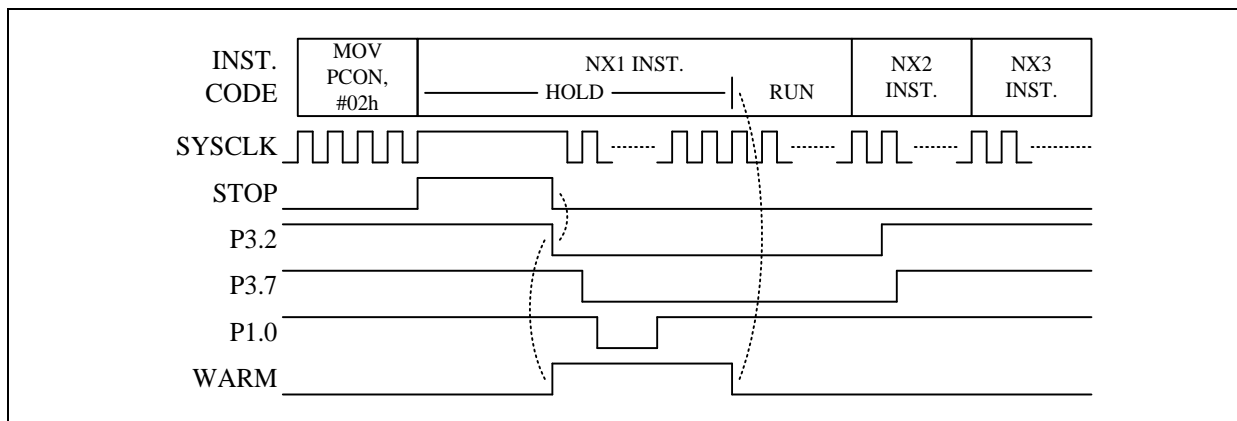 INST.
CODE
MOV
PCON,
#02h
NX1 INST.
HOLD
RUN
NX2
INST.
NX3
INST.
SYSCLK
STOP
P3.2
P3.7
P1.0
WARM